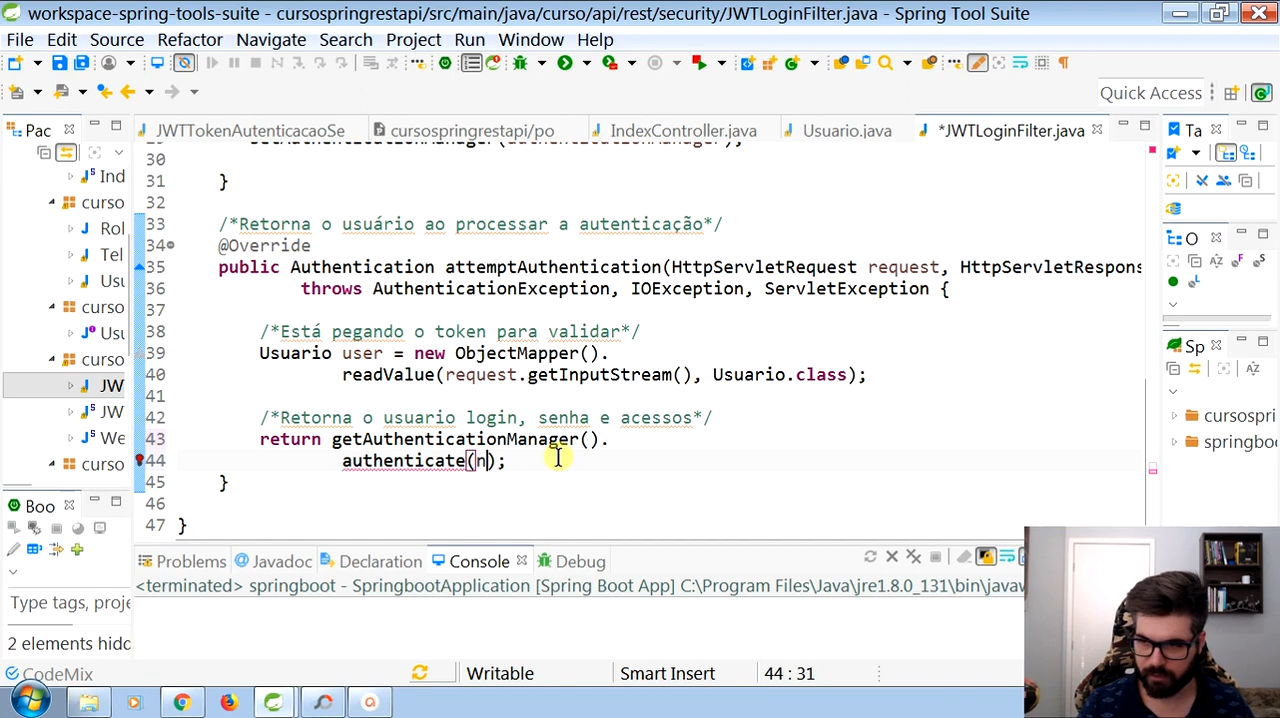 workspace-spring-tools-suite - cursospringrestapi/src/main/java/curso/api/rest/security/JWTLoginFilter.java - Spring Tool Suite
File Edit Source Refactor Navigate Search Project Run Window Help
Quick Access
Pac
JWTTokenAutenticacaoSe
cursospringrestapi/po
IndexController.java
Usuario.java
*JWTLoginFilter.java
Ta
30
31 }
32
33 /*Retorna o usuário ao processar a autenticação*/
34 @Override
35 public Authentication attemptAuthentication(HttpServletRequest request, HttpServletRespons
36 throws AuthenticationException, IOException, ServletException {
37
38 /*Está pegando o token para validar*/
39 Usuario user = new ObjectMapper().
40 readValue(request.getInputStream(), Usuario.class);
41
42 /*Retorna o usuario login, senha e acessos*/
43 return getAuthenticationManager().
44 authenticate(n);
45 }
46
47 }
Ind
curso
Rol
Tel
Usu
curso
Usu
curso
JW
JW
We
curso
O
Sp
cursospri
springbo
Boo
Types tags, proje
2 elements hidd
CodeMix
Problems
Javadoc
Declaration
Console
Debug
<terminated> springboot - SpringbootApplication [Spring Boot App] C:\Program Files\Java\jre1.8.0_131\bin\javaw
Writable
Smart Insert
44 : 31